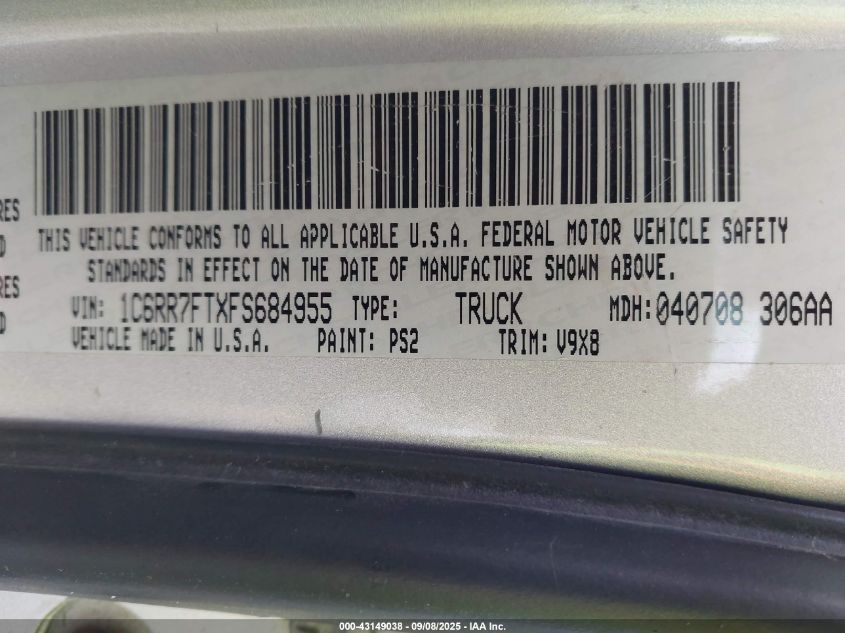 RES
D
RES
D
THIS VEHICLE CONFORMS TO ALL APPLICABLE U.S.A. FEDERAL MOTOR VEHICLE SAFETY
STANDARDS IN EFFECT ON THE DATE OF MANUFACTURE SHOWN ABOVE.
VIN: 1C6RR7FTXFS684955 TYPE: TRUCK MDH:040708 306AA
VEHICLE MADE IN U.S.A. PAINT: PS2 TRIM: V9X8
000-43149038 - 09/08/2025 - IAA Inc.